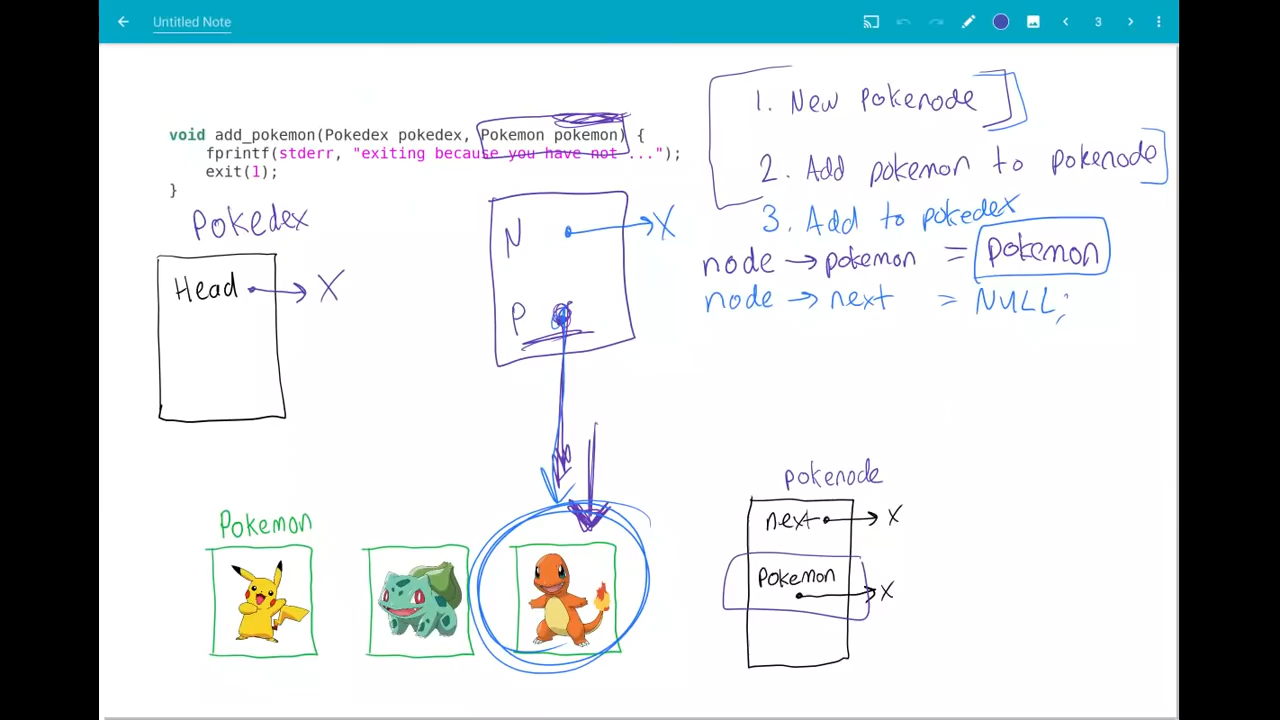 Untitled Note
3
void add_pokemon(Pokedex pokedex, Pokemon pokemon) {
fprintf(stderr, "exiting because you have not ...");
exit(1);
}
1. New pokenode
2. Add pokemon to pokenode
3. Add to pokedex
node → pokemon = pokemon
node → next = NULL;
Pokedex
Head → X
N → X
P
Pokemon
pokenode
next → X
Pokemon → X